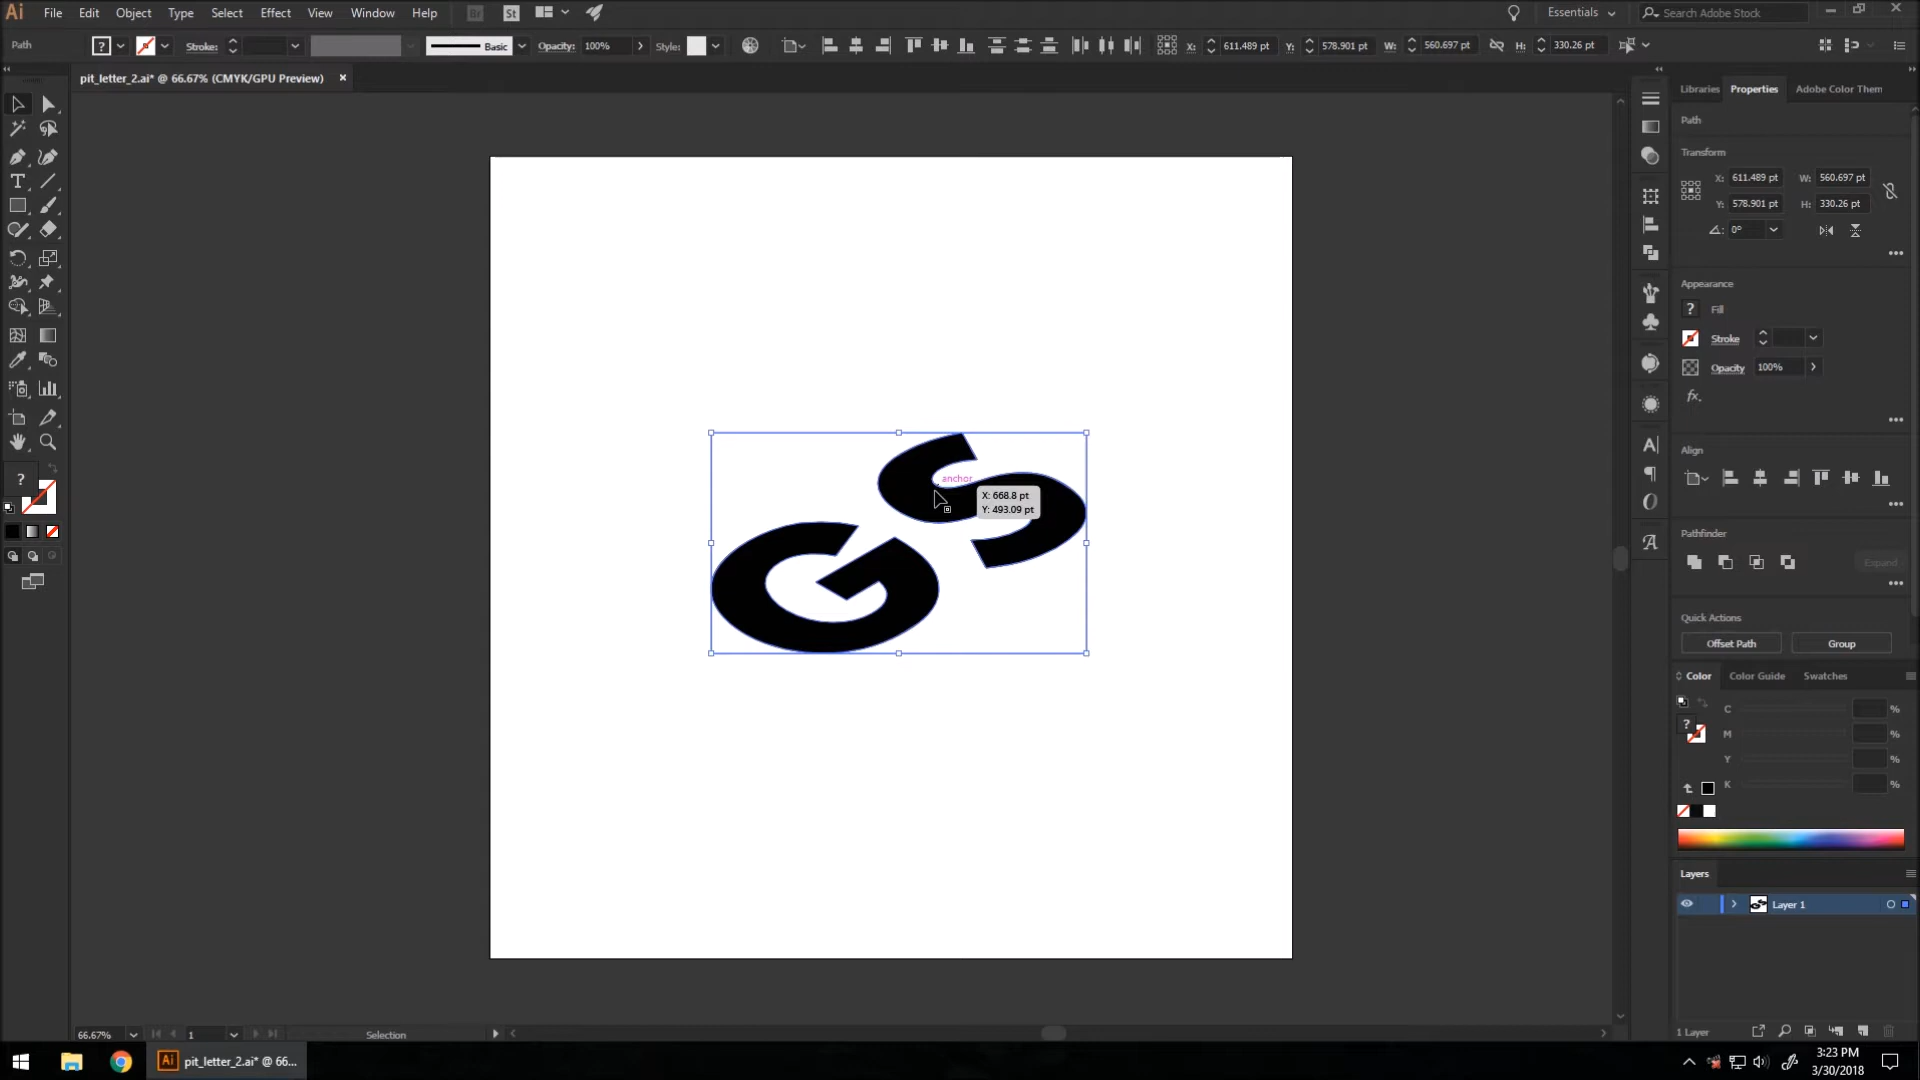 Ai File Edit Object Type Select Effect View Window Help Br St Essentials Search Adobe Stock
Path ? Stroke: Basic Opacity: 100% Style: X: 611.489 pt Y: 578.901 pt W: 560.697 pt H: 330.26 pt
pit_letter_2.ai* @ 66.67% (CMYK/GPU Preview) ×
Libraries Properties Adobe Color Them
Path
Transform
X: 611.489 pt W: 560.697 pt
Y: 578.901 pt H: 330.26 pt
0°
Appearance
? Fill
Stroke
Opacity 100%
fx.
Align
Pathfinder
Expand
Quick Actions
Offset Path Group
Color Color Guide Swatches
C %
M %
Y %
K %
Layers
Layer 1
1 Layer
anchor
X: 668.8 pt
Y: 493.09 pt
S
G
?
66.67% 1 Selection
Ai pit_letter_2.ai* @ 66...
3:23 PM
3/30/2018